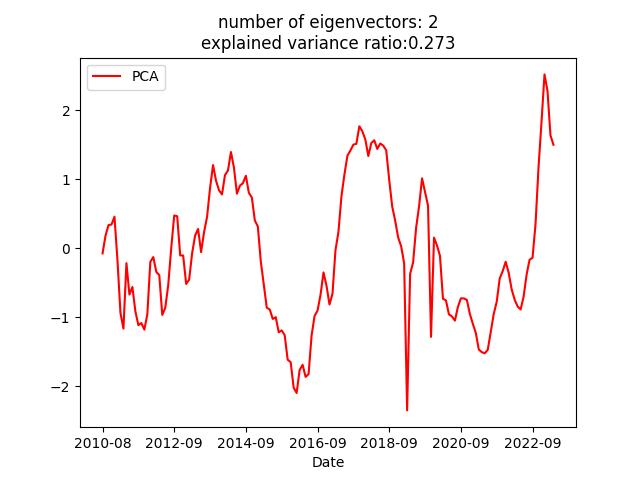 number of eigenvectors: 2
explained variance ratio:0.273
PCA
2
1
0
−1
−2
2010-08 2012-09 2014-09 2016-09 2018-09 2020-09 2022-09
Date